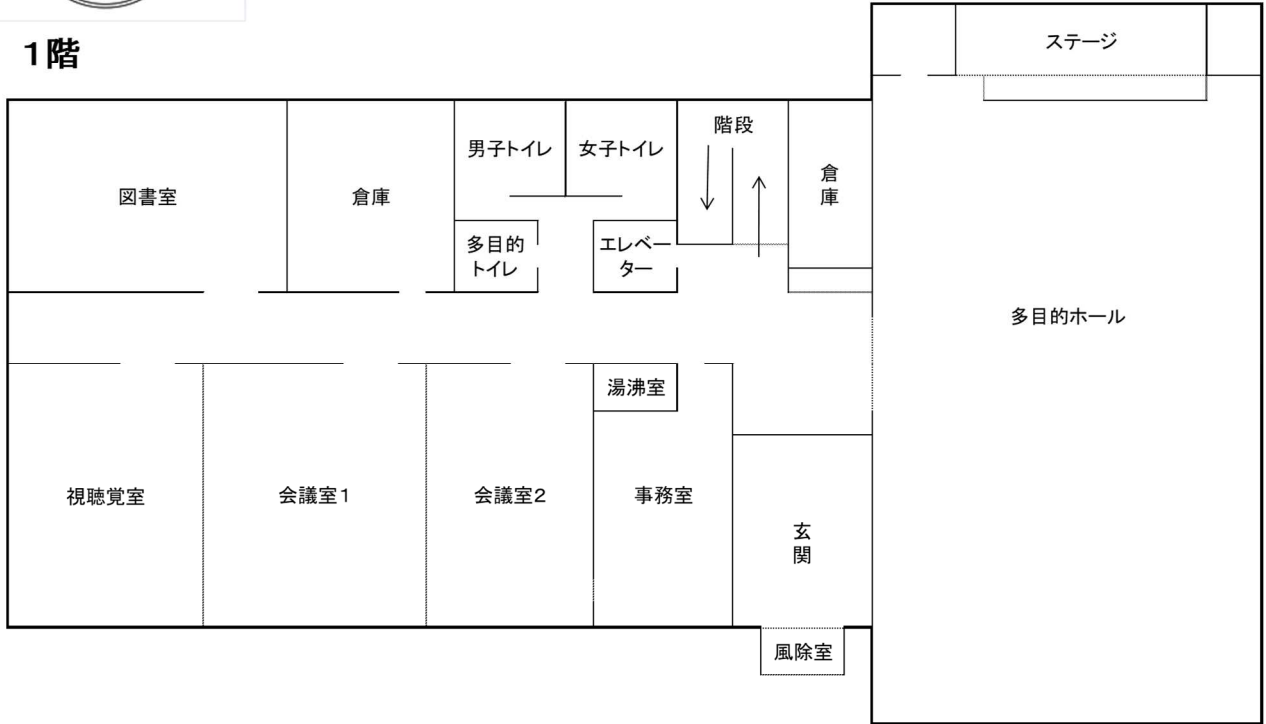 1階
ステージ
階段
男子トイレ
女子トイレ
図書室
倉庫
倉
庫
多目的
トイレ
エレベー
ター
多目的ホール
湯沸室
視聴覚室
会議室1
会議室2
事務室
玄
関
風除室